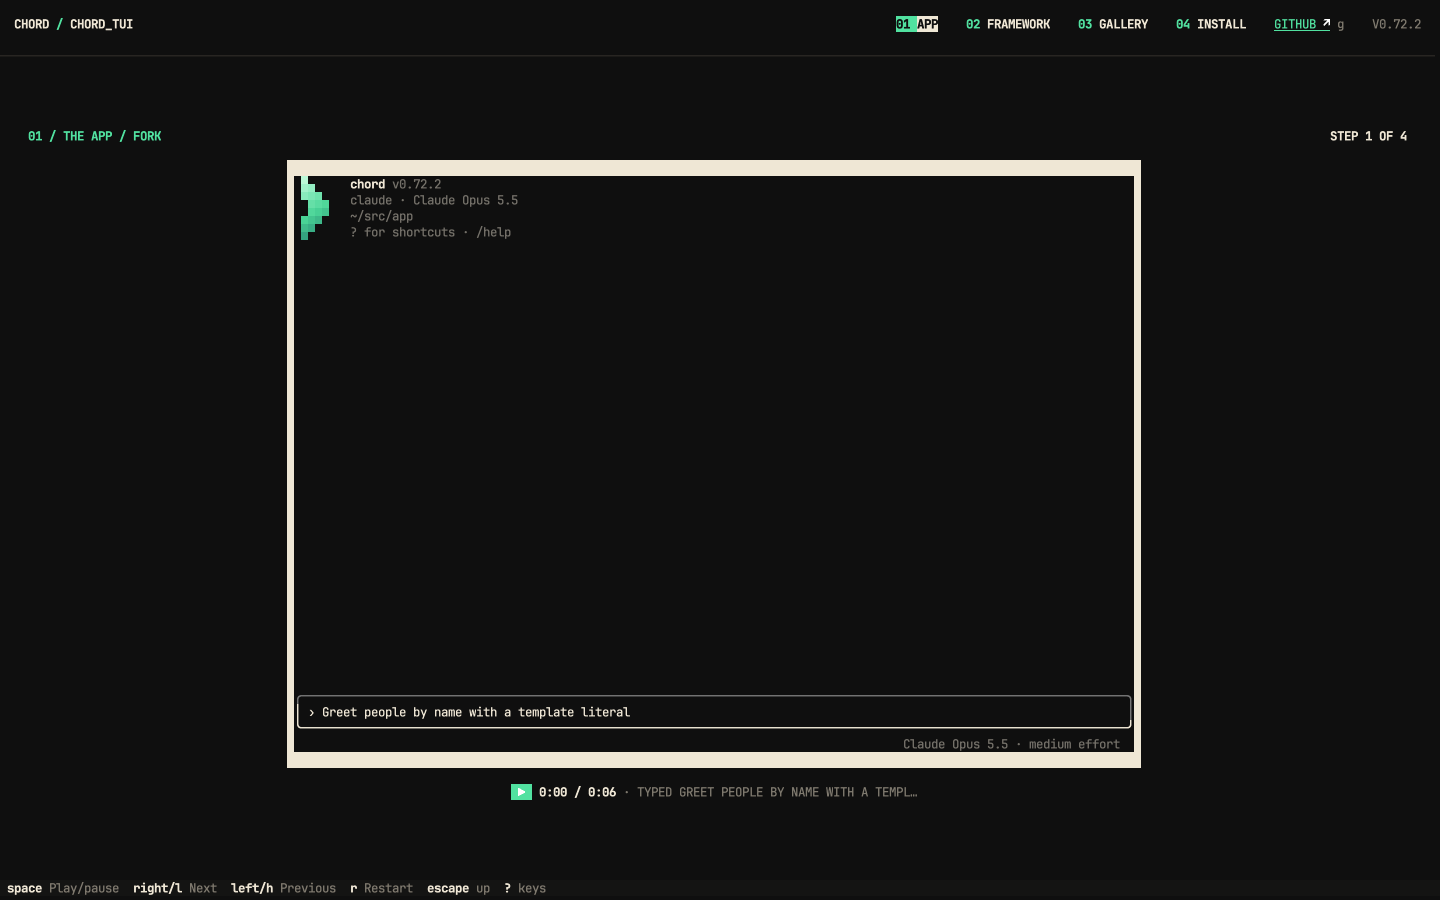 CHORD / CHORD_TUI 01 APP 02 FRAMEWORK 03 GALLERY 04 INSTALL GITHUB ↗ g V0.72.2
01 / THE APP / FORK STEP 1 OF 4
chord v0.72.2
claude · Claude Opus 5.5
~/src/app
? for shortcuts · /help
› Greet people by name with a template literal
Claude Opus 5.5 · medium effort
0:00 / 0:06 · TYPED GREET PEOPLE BY NAME WITH A TEMPL…
space Play/pause right/l Next left/h Previous r Restart escape up ? keys